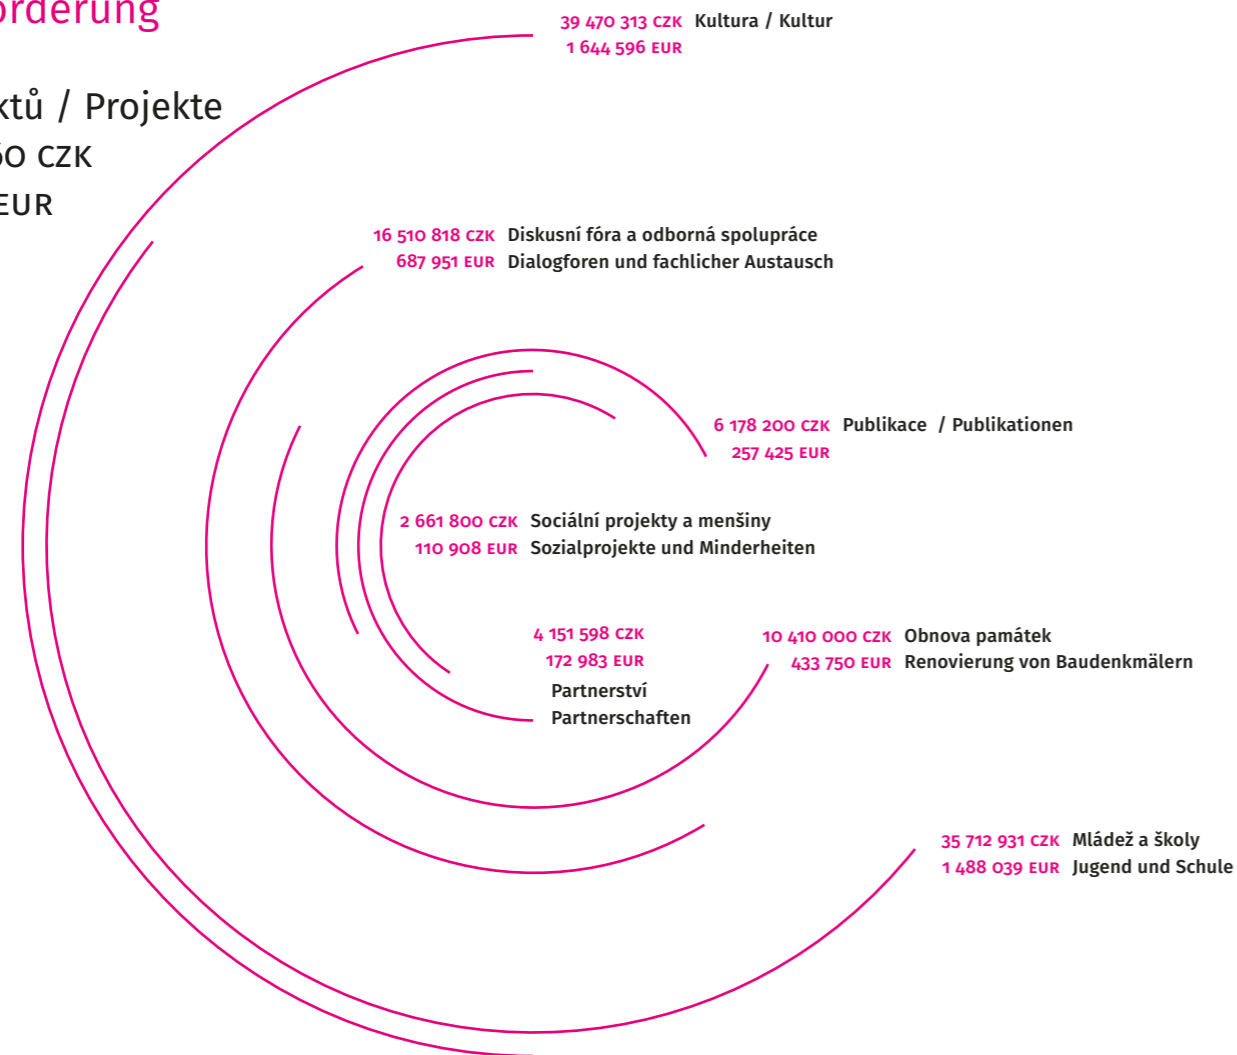 orderung
39 470 313 CZK Kultura / Kultur
1 644 596 EUR
ktů / Projekte
60 CZK
EUR
16 510 818 CZK Diskusní fóra a odborná spolupráce
687 951 EUR Dialogforen und fachlicher Austausch
6 178 200 CZK Publikace / Publikationen
257 425 EUR
2 661 800 CZK Sociální projekty a menšiny
110 908 EUR Sozialprojekte und Minderheiten
4 151 598 CZK
172 983 EUR
Partnerství
Partnerschaften
10 410 000 CZK Obnova památek
433 750 EUR Renovierung von Baudenkmälern
35 712 931 CZK Mládež a školy
1 488 039 EUR Jugend und Schule